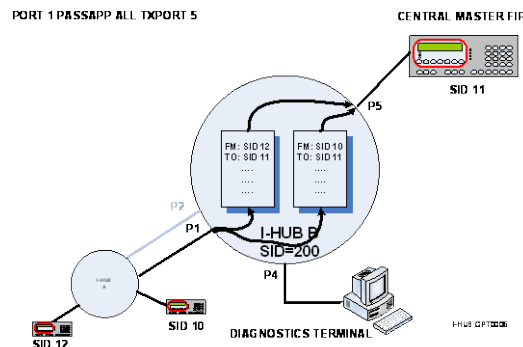 PORT 1 PASSAPP ALL TXPORT 5
CENTRAL MASTER FIP
SID 11
P5
FM: SID 12
TO: SID 11
....
....
....
FM: SID 10
TO: SID 11
....
....
....
P2
P1
I-HUB B
SID=200
I-HUB
A
P4
SID 10
SID 12
DIAGNOSTICS TERMINAL